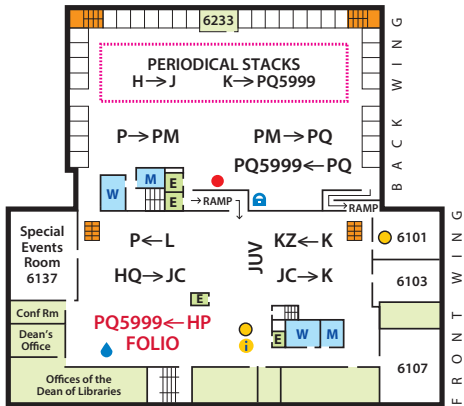 6233
PERIODICAL STACKS
H→J K→PQ5999
P→PM PM→PQ
PQ5999←PQ
BACK WING
W M E
E
→RAMP
RAMP
Special
Events
Room
6137
P←L
HQ→JC
JUV
KZ←K
JC→K
6101
6103
E
Conf Rm
Dean's
Office
PQ5999←HP
FOLIO
i
E W M
6107
Offices of the
Dean of Libraries
FRONT WING